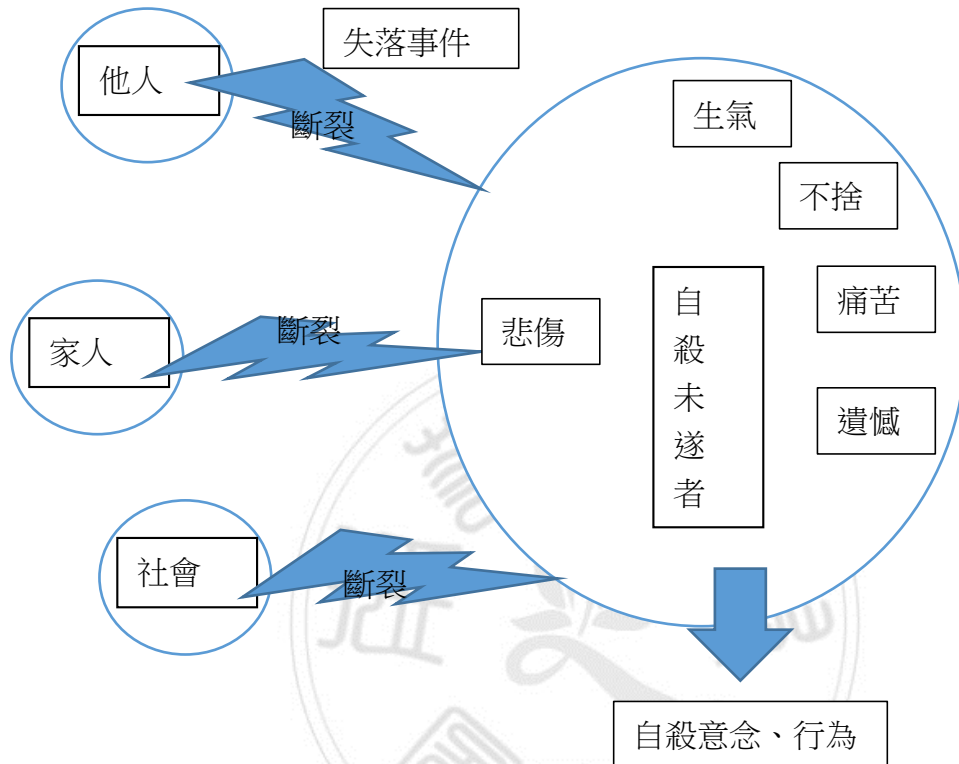 失落事件
他人
斷裂
生氣
不捨
家人
斷裂
悲傷
自殺未遂者
痛苦
遺憾
社會
斷裂
自殺意念、行為